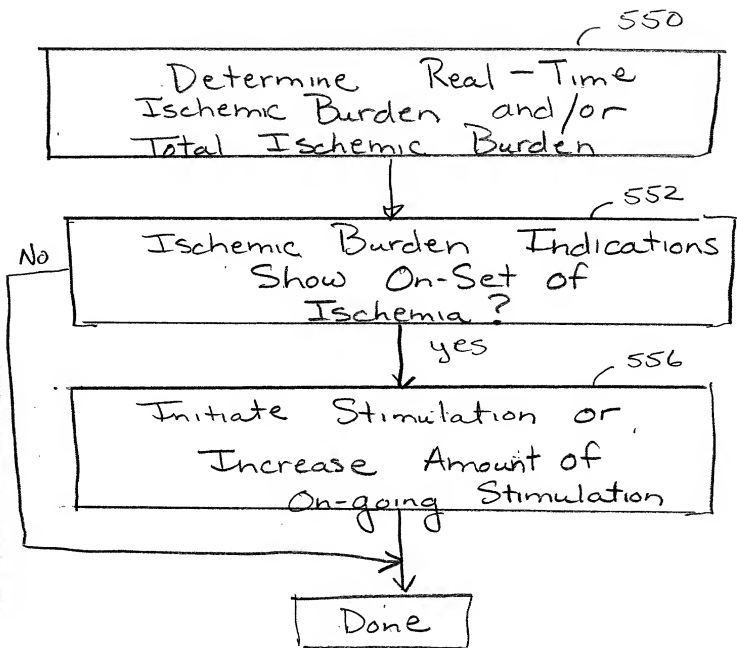 550
Determine Real-Time
Ischemic Burden and/or
Total Ischemic Burden
552
No
Ischemic Burden Indications
Show On-Set of
Ischemia?
yes
556
Initiate Stimulation or
Increase Amount of
On-going Stimulation
Done